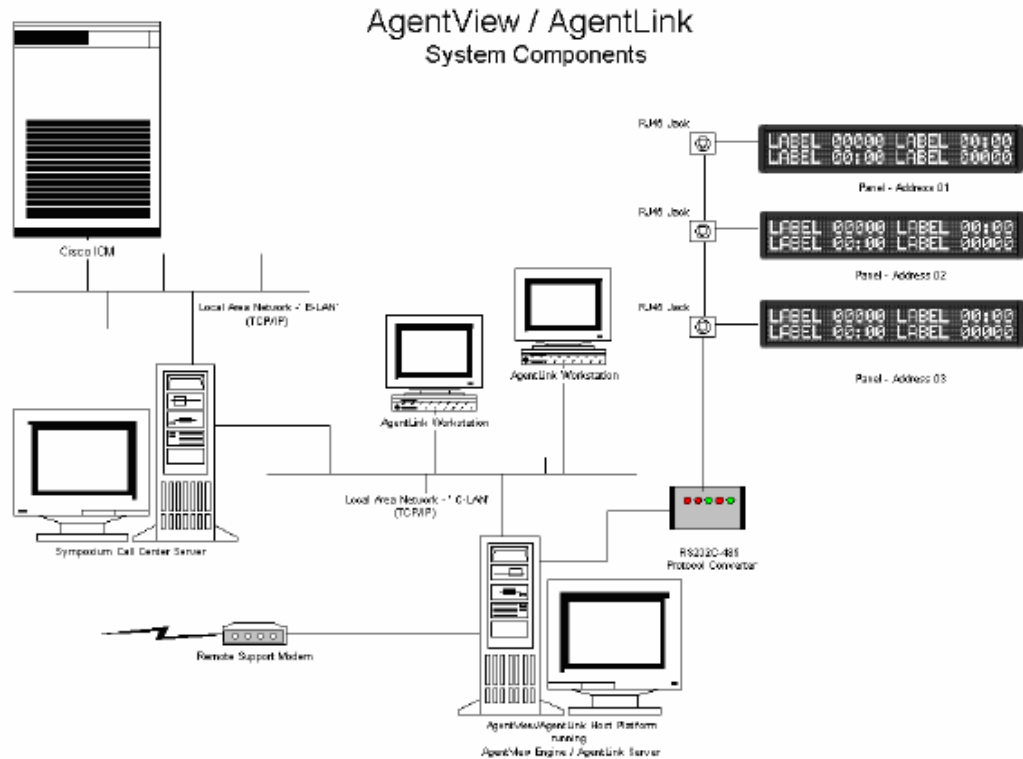 AgentView / AgentLink
System Components
RJ45 Jack
LABEL 00000 LABEL 00:00
LABEL 00:00 LABEL 00000
Panel - Address 01
RJ45 Jack
LABEL 00000 LABEL 00:00
LABEL 00:00 LABEL 00000
Panel - Address 02
RJ45 Jack
LABEL 00000 LABEL 00:00
LABEL 00:00 LABEL 00000
Panel - Address 03
Cisco ICM
Local Area Network -" B-LAN"
(TCP/IP)
AgentLink Workstation
AgentLink Workstation
Local Area Network -" C-LAN"
(TCP/IP)
Symposium Call Center Server
RS232C-485
Protocol Converter
Remote Support Modem
AgentView/AgentLink Host Platform
running
AgentView Engine / AgentLink Server